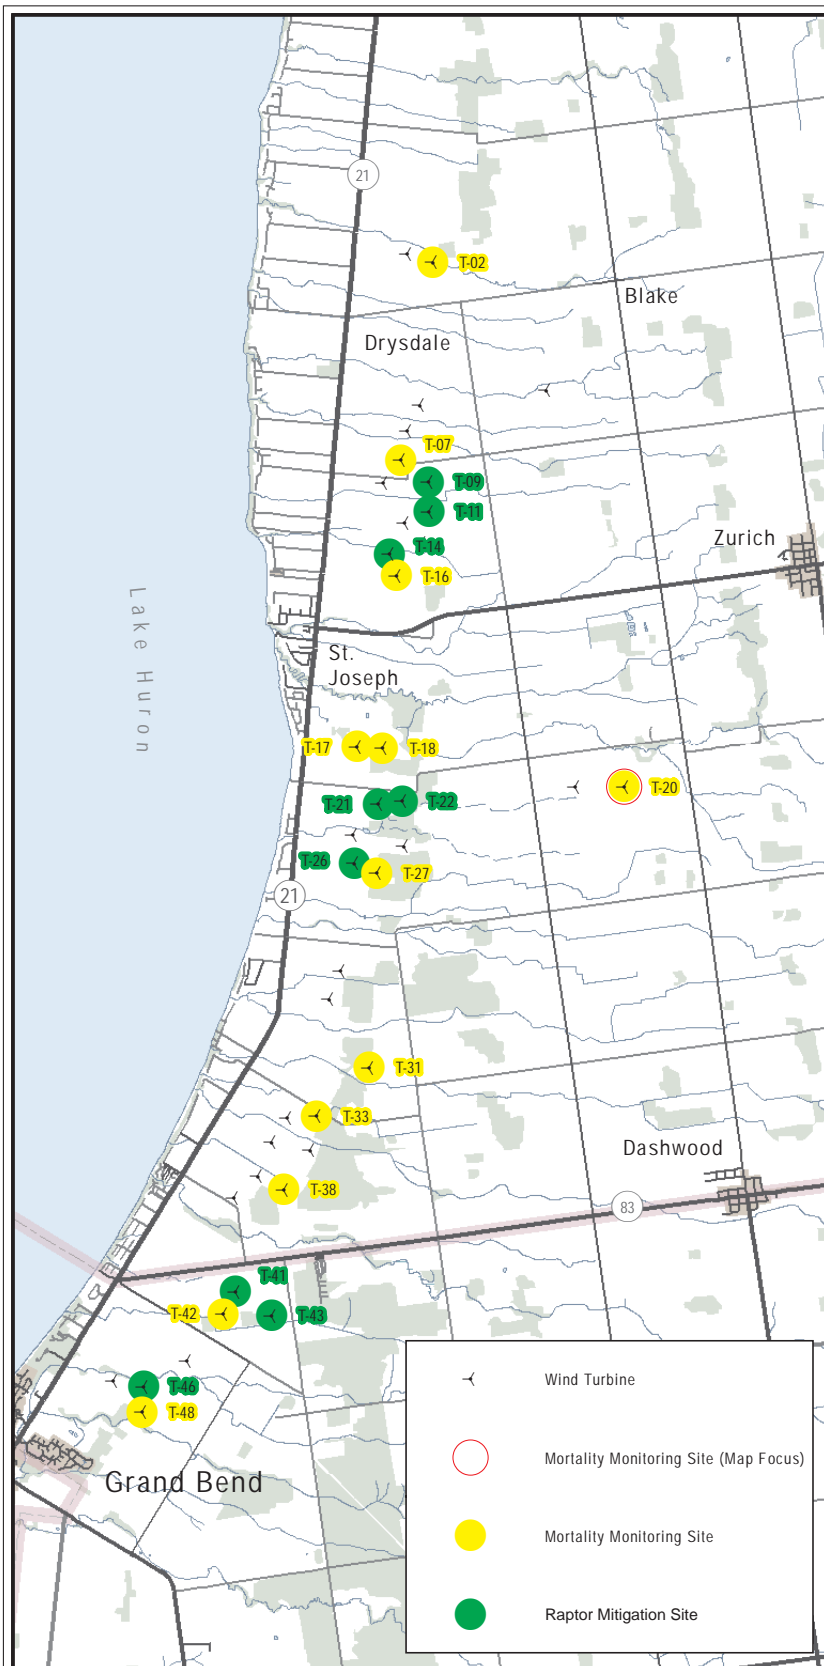 21
T-02
Blake
Drysdale
T-07
T-09
T-11
Zurich
T-14
T-16
Lake Huron
St.
Joseph
T-17
T-18
T-20
T-21
T-22
T-26
T-27
21
T-31
T-33
Dashwood
T-38
83
T-41
T-42
T-43
Wind Turbine
T-46
T-48
Mortality Monitoring Site (Map Focus)
Grand Bend
Mortality Monitoring Site
Raptor Mitigation Site